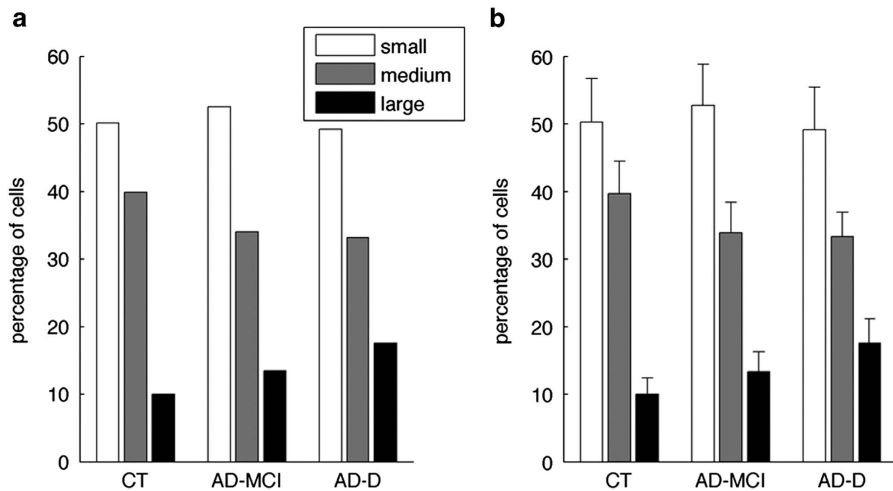 a
small
medium
large
percentage of cells
60
50
40
30
20
10
0
CT AD-MCI AD-D
b
percentage of cells
60
50
40
30
20
10
0
CT AD-MCI AD-D